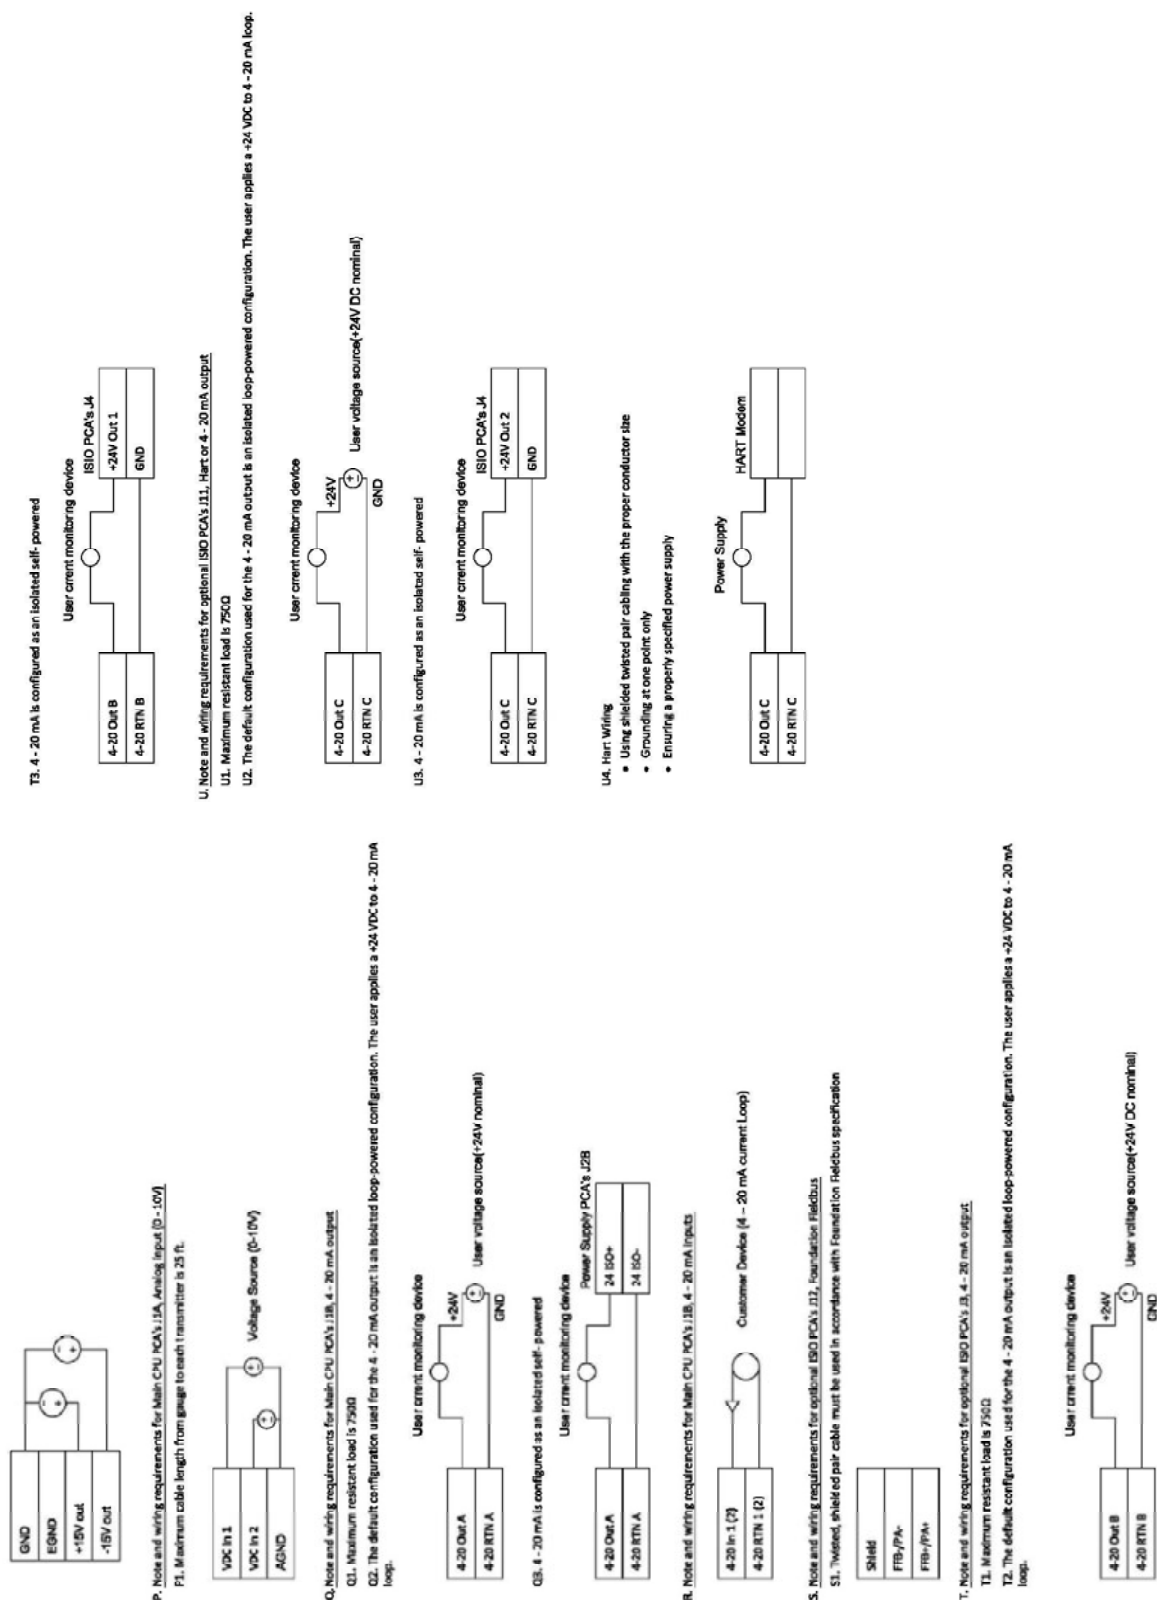 GND
EGND
+15V out
-15V out
P. Note and wiring requirements for Main CPU PCA's J1A, Analog Input (0 - 10V)
P1. Maximum cable length from gauge to each transmitter is 25 ft.
VDC In 1
VDC In 2
AGND
Voltage Source (0-10V)
Q. Note and wiring requirements for Main CPU PCA's J1B, 4 - 20 mA output
Q1. Maximum resistant load is 750Ω
Q2. The default configuration used for the 4 - 20 mA output is an isolated loop-powered configuration. The user applies a +24 VDC to 4 - 20 mA
loop.
User crrent monitoring device
4-20 Out A
4-20 RTN A
+24V
User voltage source(+24V nominal)
GND
Q3. 4 - 20 mA is configured as an isolated self- powered
User crrent monitoring device
Power Supply PCA's J2B
4-20 Out A
4-20 RTN A
24 ISO+
24 ISO-
R. Note and wiring requirements for Main CPU PCA's J1B, 4 - 20 mA inputs
4-20 In 1 (2)
4-20 RTN 1 (2)
Customer Device (4 – 20 mA current Loop)
S. Note and wiring requirements for optional ISIO PCA's J12, Foundation Fieldbus
S1. Twisted, shielded pair cable must be used in accordance with Foundation Fieldbus specification
Shield
FFB-/PA-
FFB+/PA+
T. Note and wiring requirements for optional ISIO PCA's J3, 4 - 20 mA output
T1. Maximum resistant load is 750Ω
T2. The default configuration used for the 4 - 20 mA output is an isolated loop-powered configuration. The user applies a +24 VDC to 4 - 20 mA
loop.
User crrent monitoring device
4-20 Out B
4-20 RTN B
+24V
User voltage source(+24V DC nominal)
GND
T3. 4 - 20 mA is configured as an isolated self- powered
User crrent monitoring device
ISIO PCA's J4
4-20 Out B
4-20 RTN B
+24V Out 1
GND
U. Note and wiring requirements for optional ISIO PCA's J11, Hart or 4 - 20 mA output
U1. Maximum resistant load is 750Ω
U2. The default configuration used for the 4 - 20 mA output is an isolated loop-powered configuration. The user applies a +24 VDC to 4 - 20 mA loop.
User crrent monitoring device
4-20 Out C
4-20 RTN C
+24V
User voltage source(+24V DC nominal)
GND
U3. 4 - 20 mA is configured as an isolated self- powered
User crrent monitoring device
ISIO PCA's J4
4-20 Out C
4-20 RTN C
+24V Out 2
GND
U4. Hart Wiring
• Using shielded twisted pair cabling with the proper conductor size
• Grounding at one point only
• Ensuring a properly specified power supply
Power Supply
HART Modem
4-20 Out C
4-20 RTN C